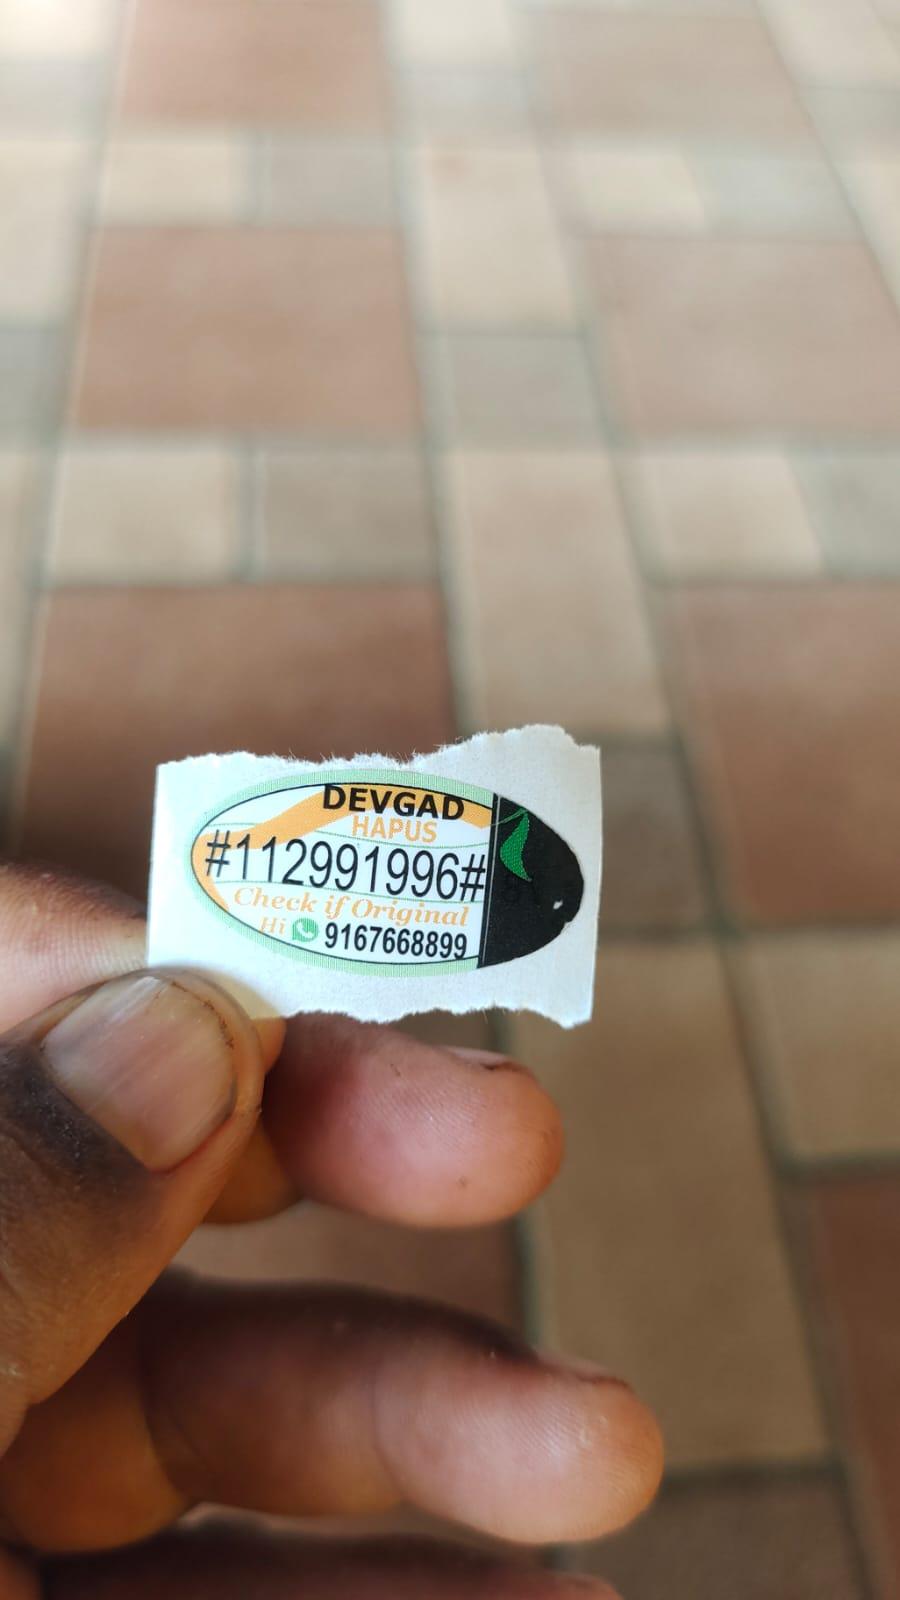 DEVGAD
HAPUS
#112991996#
Check if Original
Hi 9167668899